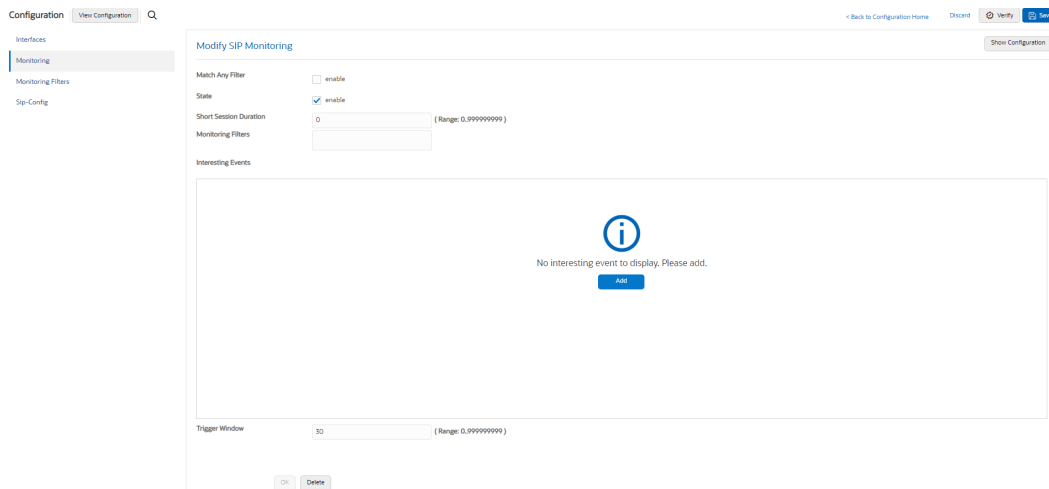 Configuration View Configuration
< Back to Configuration Home Discard Verify Sav
Interfaces
Monitoring
Monitoring Filters
Sip-Config
Modify SIP Monitoring
Show Configuration
Match Any Filter
enable
State
enable
Short Session Duration
0
( Range: 0..999999999 )
Monitoring Filters
Interesting Events
No interesting event to display. Please add.
Add
Trigger Window
30
( Range: 0..999999999 )
OK Delete